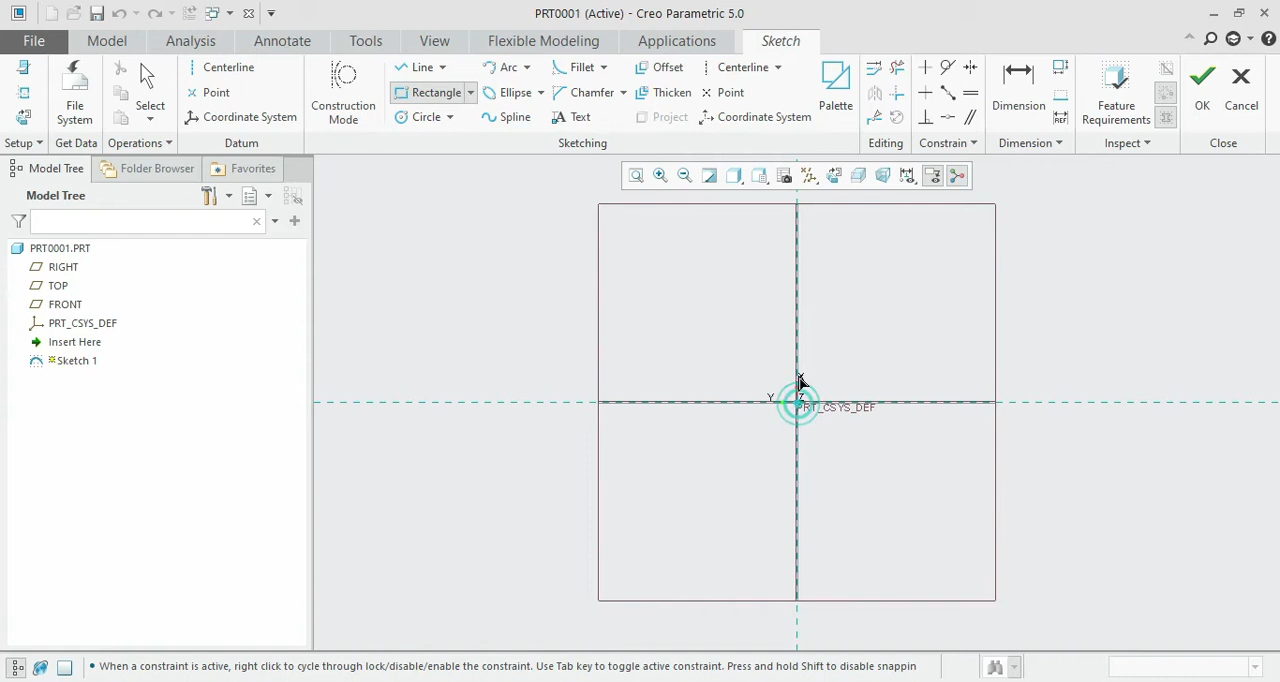 PRT0001 (Active) - Creo Parametric 5.0
File Model Analysis Annotate Tools View Flexible Modeling Applications Sketch
Centerline Line Arc Fillet Offset Centerline
Point Rectangle Ellipse Chamfer Thicken Point
Coordinate System Circle Spline Text Project Coordinate System
File System Select Construction Mode Palette Dimension Feature Requirements OK Cancel
Setup Get Data Operations Datum Sketching Editing Constrain Dimension Inspect Close
Model Tree Folder Browser Favorites
Model Tree
PRT0001.PRT
RIGHT
TOP
FRONT
PRT_CSYS_DEF
Insert Here
Sketch 1
X
Y Z
PRT_CSYS_DEF
• When a constraint is active, right click to cycle through lock/disable/enable the constraint. Use Tab key to toggle active constraint. Press and hold Shift to disable snappin